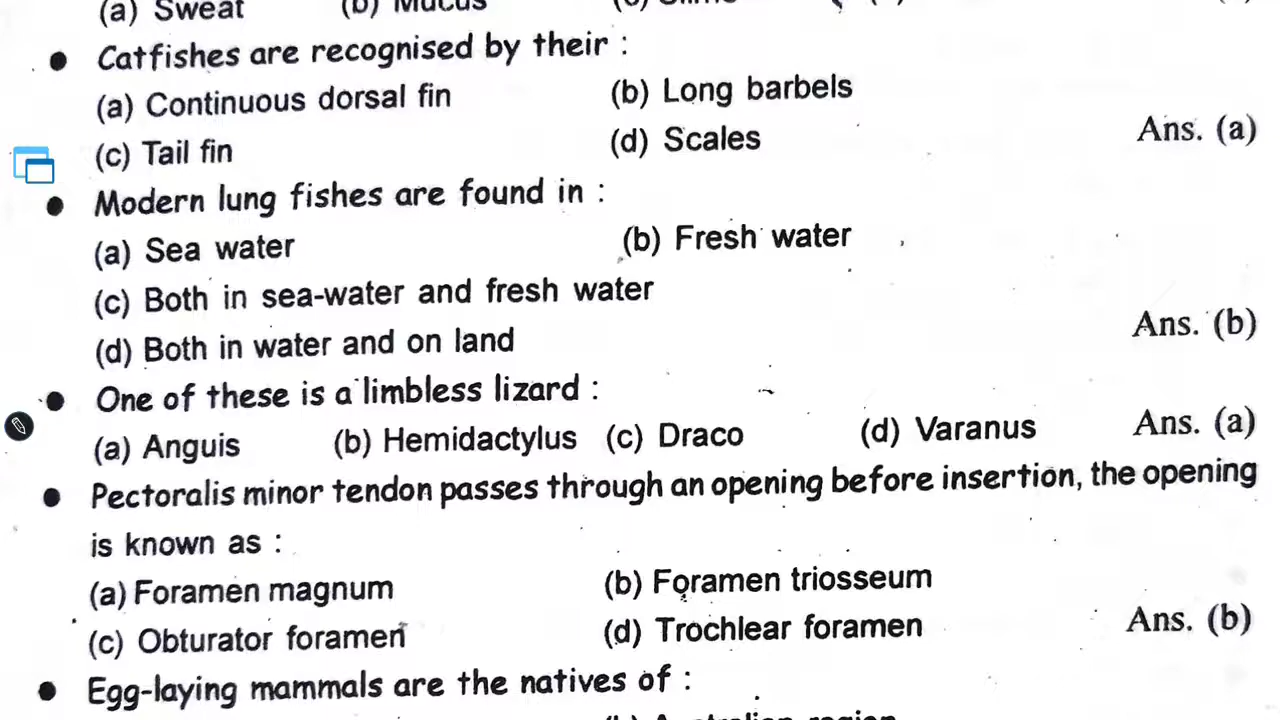 (a) Sweat (b) Mucus
• Catfishes are recognised by their :
(a) Continuous dorsal fin (b) Long barbels
(c) Tail fin (d) Scales Ans. (a)
• Modern lung fishes are found in :
(a) Sea water (b) Fresh water
(c) Both in sea-water and fresh water
(d) Both in water and on land Ans. (b)
• One of these is a limbless lizard :
(a) Anguis (b) Hemidactylus (c) Draco (d) Varanus Ans. (a)
• Pectoralis minor tendon passes through an opening before insertion, the opening
is known as :
(a) Foramen magnum (b) Foramen triosseum
(c) Obturator foramen (d) Trochlear foramen Ans. (b)
• Egg-laying mammals are the natives of :
(b) Australian region